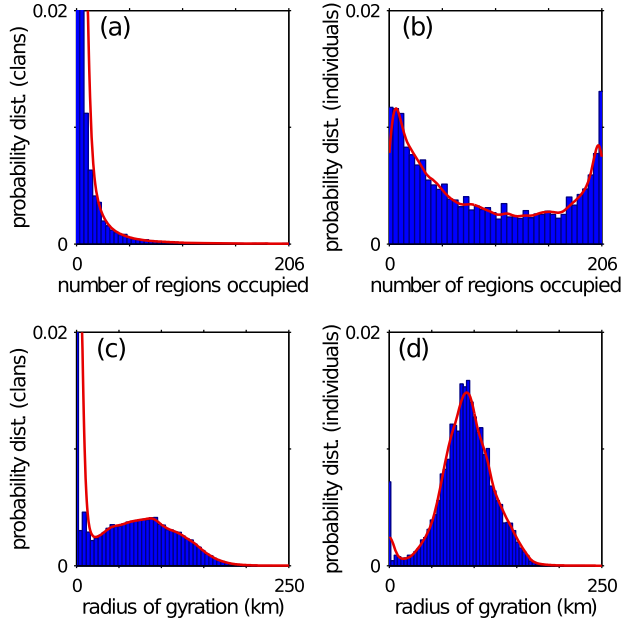 0.02
(a)
probability dist. (clans)
0
0
206
number of regions occupied
0.02
(b)
probability dist. (individuals)
0
0
206
number of regions occupied
0.02
(c)
probability dist. (clans)
0
0
250
radius of gyration (km)
0.02
(d)
probability dist. (individuals)
0
0
250
radius of gyration (km)